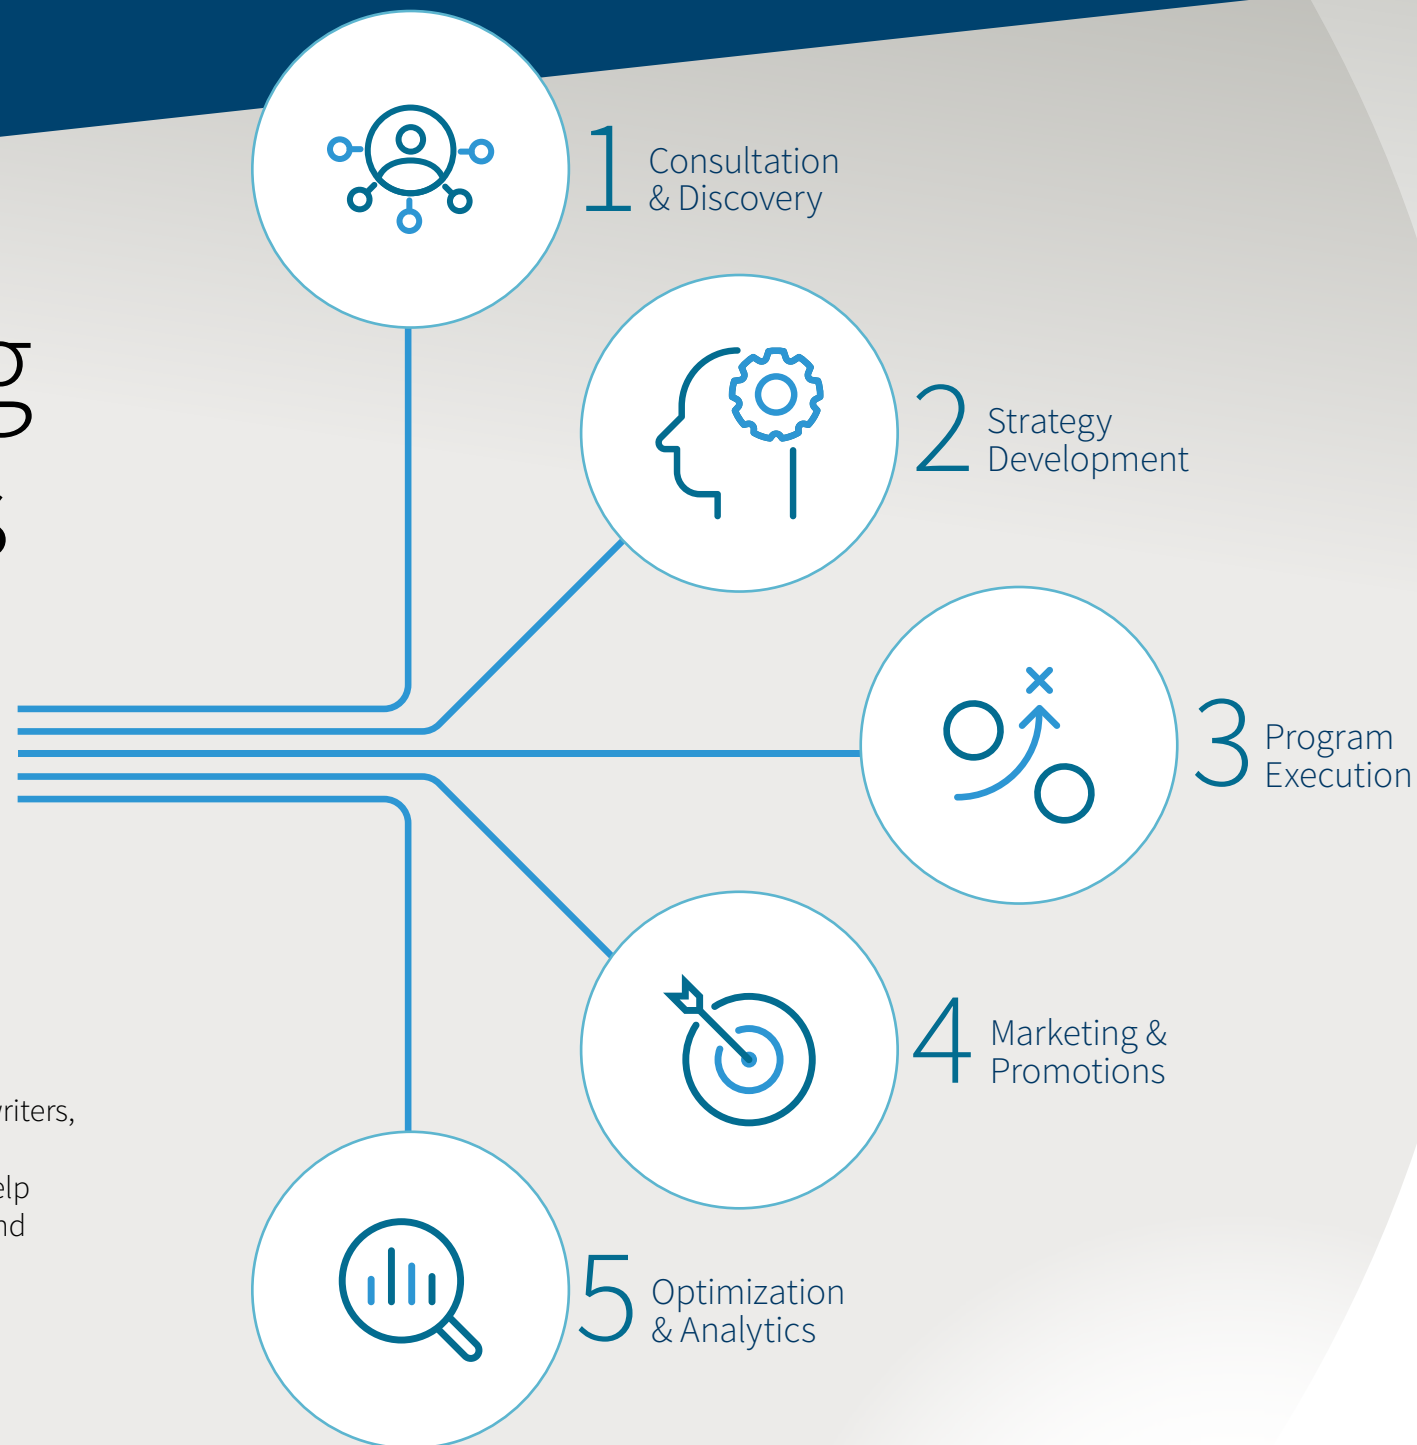 1 Consultation
& Discovery
2 Strategy
Development
3 Program
Execution
4 Marketing &
Promotions
5 Optimization
& Analytics